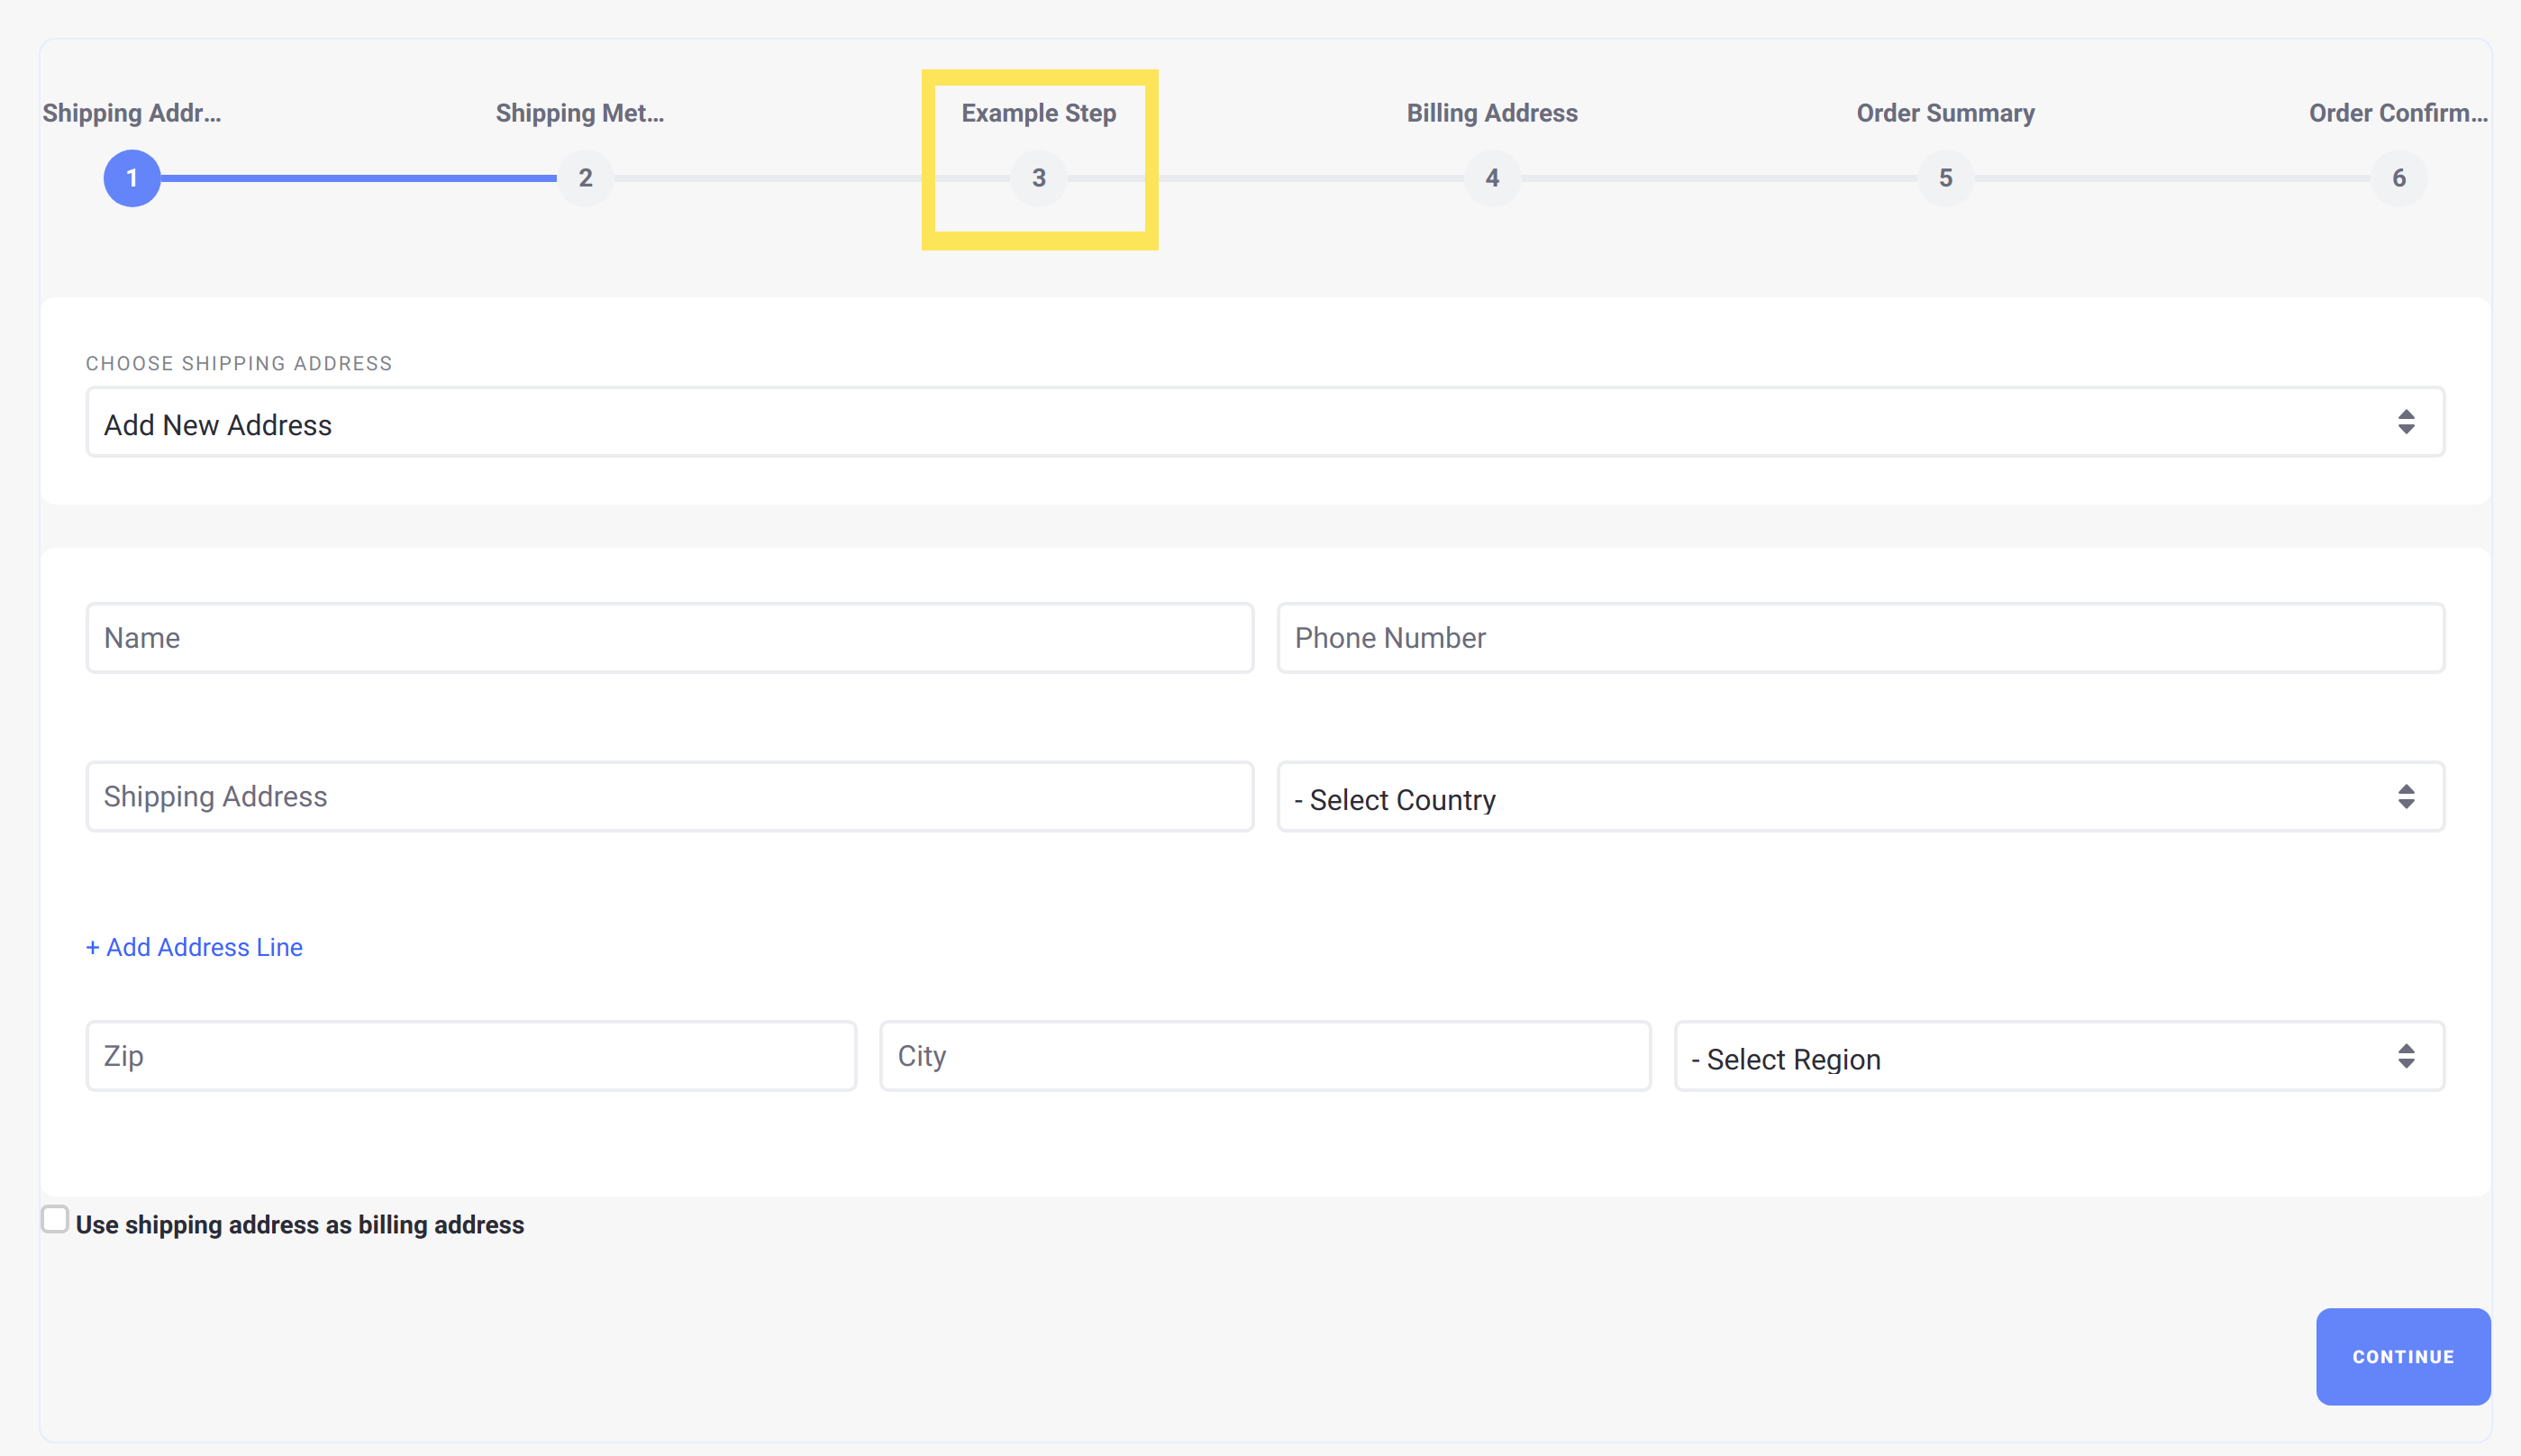 Shipping Addr...
Shipping Met...
Example Step
Billing Address
Order Summary
Order Confirm...
1
2
3
4
5
6
CHOOSE SHIPPING ADDRESS
Add New Address
Name
Phone Number
Shipping Address
- Select Country
+ Add Address Line
Zip
City
- Select Region
Use shipping address as billing address
CONTINUE